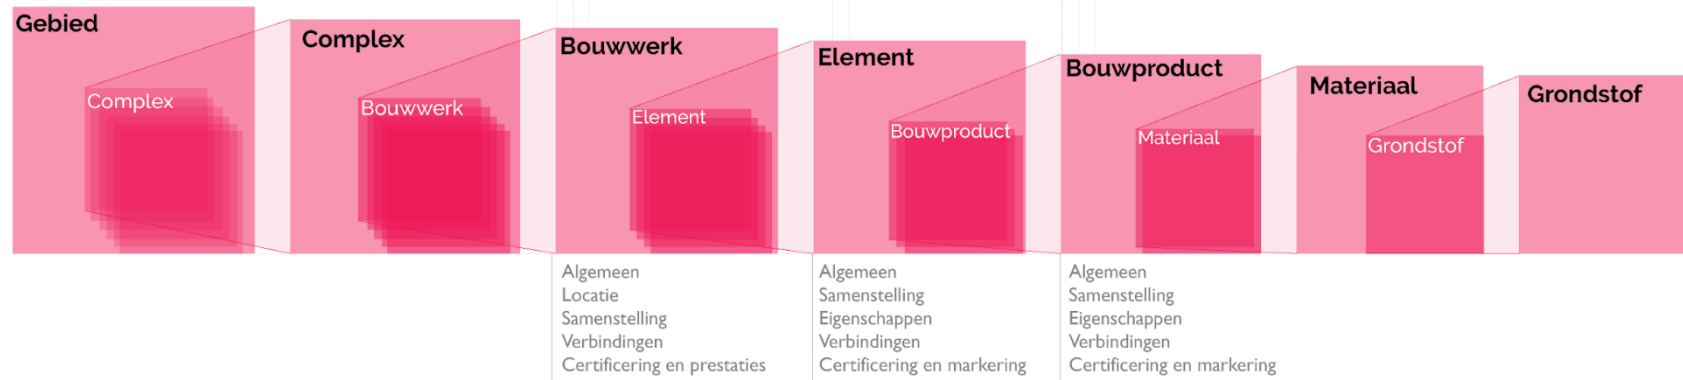 Gebied
Complex
Complex
Bouwwerk
Bouwwerk
Element
Element
Bouwproduct
Bouwproduct
Materiaal
Materiaal
Grondstof
Grondstof
Algemeen
Locatie
Samenstelling
Verbindingen
Certificering en prestaties
Algemeen
Samenstelling
Eigenschappen
Verbindingen
Certificering en markering
Algemeen
Samenstelling
Eigenschappen
Verbindingen
Certificering en markering